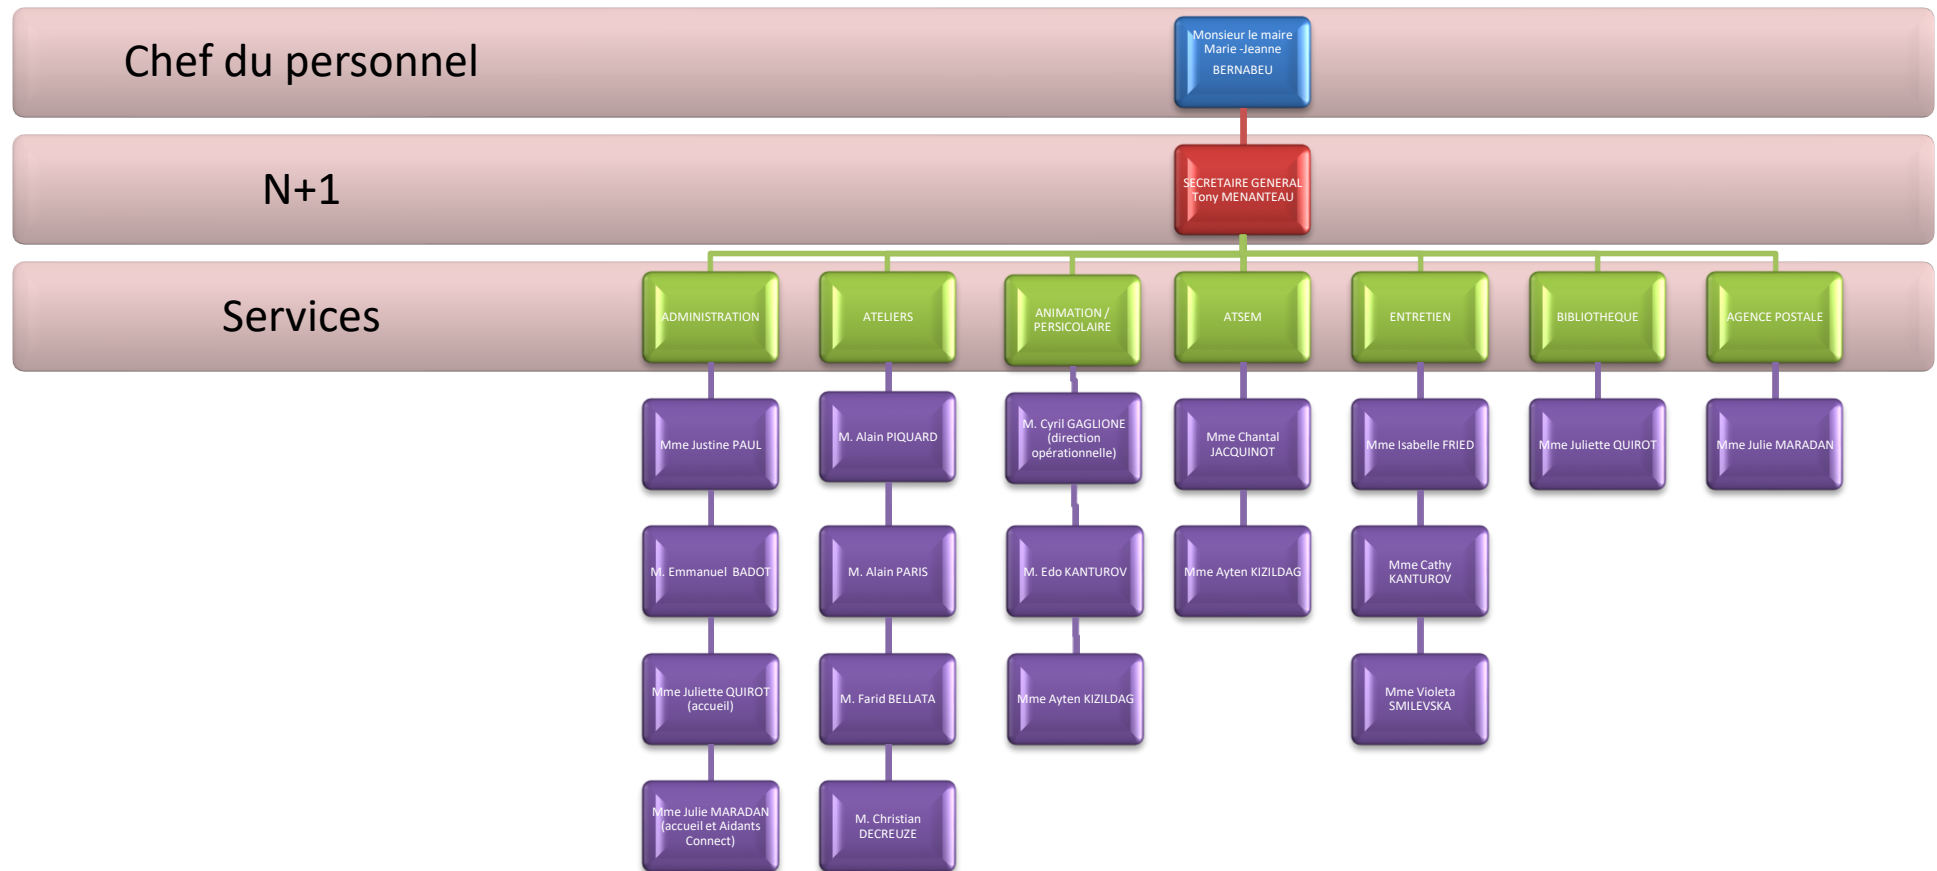 Chef du personnel
Monsieur le maire
Marie -Jeanne
BERNABEU
N+1
SECRETAIRE GENERAL
Tony MENANTEAU
Services
ADMINISTRATION
ATELIERS
ANIMATION /
PERSICOLAIRE
ATSEM
ENTRETIEN
BIBLIOTHEQUE
AGENCE POSTALE
Mme Justine PAUL
M. Alain PIQUARD
M. Cyril GAGLIONE
(direction
opérationnelle)
Mme Chantal
JACQUINOT
Mme Isabelle FRIED
Mme Juliette QUIROT
Mme Julie MARADAN
M. Emmanuel BADOT
M. Alain PARIS
M. Edo KANTUROV
Mme Ayten KIZILDAG
Mme Cathy
KANTUROV
Mme Juliette QUIROT
(accueil)
M. Farid BELLATA
Mme Ayten KIZILDAG
Mme Violeta
SMILEVSKA
Mme Julie MARADAN
(accueil et Aidants
Connect)
M. Christian
DECREUZE